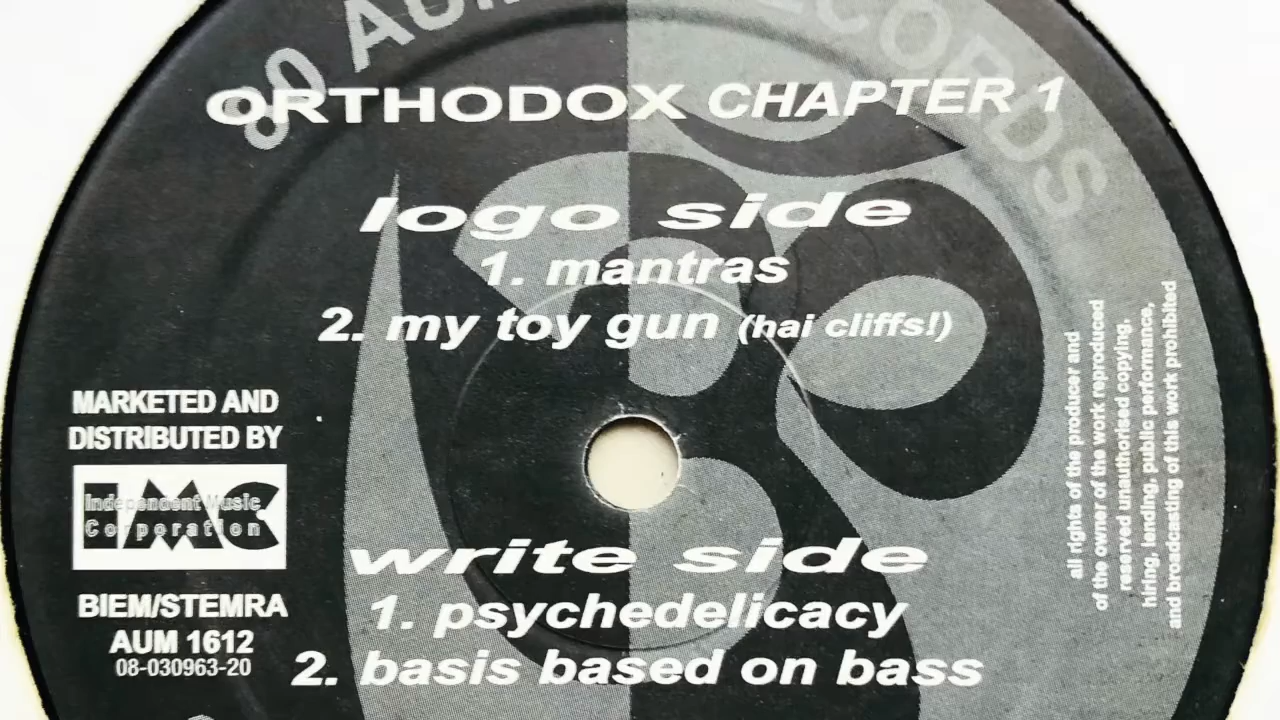 80 AUM RECORDS
ORTHODOX CHAPTER 1
logo side
1. mantras
2. my toy gun (hai cliffs!)
MARKETED AND
DISTRIBUTED BY
IMC
Independent Music
Corporation
BIEM/STEMRA
AUM 1612
08-030963-20
write side
1. psychedelicacy
2. basis based on bass
all rights of the producer and
of the owner of the work reproduced
reserved unauthorised copying,
hiring, lending, public performance,
and broadcasting of this work prohibited